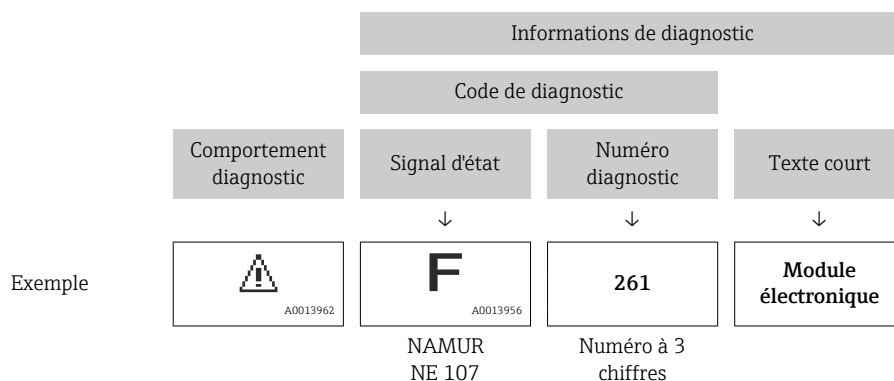 Informations de diagnostic
Code de diagnostic
Comportement
diagnostic
Signal d'état
Numéro
diagnostic
Texte court
↓
↓
↓
Exemple
A0013962
F
A0013956
261
Module
électronique
NAMUR
NE 107
Numéro à 3
chiffres